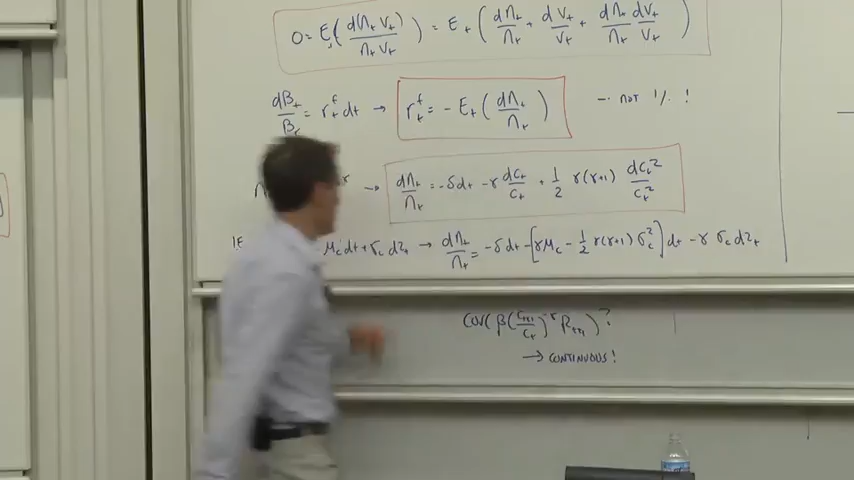 0 = E_t(d(Λ_t V_t)/(Λ_t V_t)) = E_t(dΛ_t/Λ_t + dV_t/V_t + dΛ_t/Λ_t dV_t/V_t)
dB_t/B_t = r_t^f dt → r_t^f = - E_t(dΛ_t/Λ_t) — NOT 1/. !
→ dΛ_t/Λ_t = -δdt - γ dC_t/C_t + 1/2 γ(γ+1) dC_t^2/C_t^2
IF μ_c dt + σ_c dz_t → dΛ_t/Λ_t = -δdt - [γμ_c - 1/2 γ(γ+1) σ_c^2] dt - γ σ_c dz_t
COV(β(C_t+1/C_t)^-γ R_t+1)?
→ CONTINUOUS!